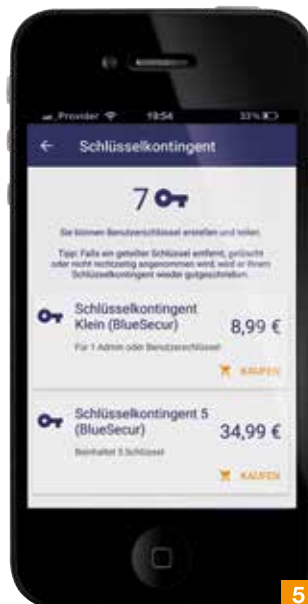 Provider 19:54 33%
Schlüsselkontingent
7
Sie können Benutzerschlüssel erstellen und teilen.
Tipp: Falls ein geteilter Schlüssel entfernt, gelöscht
oder nicht rechtzeitig angenommen wird, wird er Ihrem
Schlüsselkontingent wieder gutgeschrieben.
Schlüsselkontingent
Klein (BlueSecur)
8,99 €
Für 1 Admin oder Benutzerschlüssel
KAUFEN
Schlüsselkontingent 5
(BlueSecur)
34,99 €
Beinhaltet 5 Schlüssel
KAUFEN
5